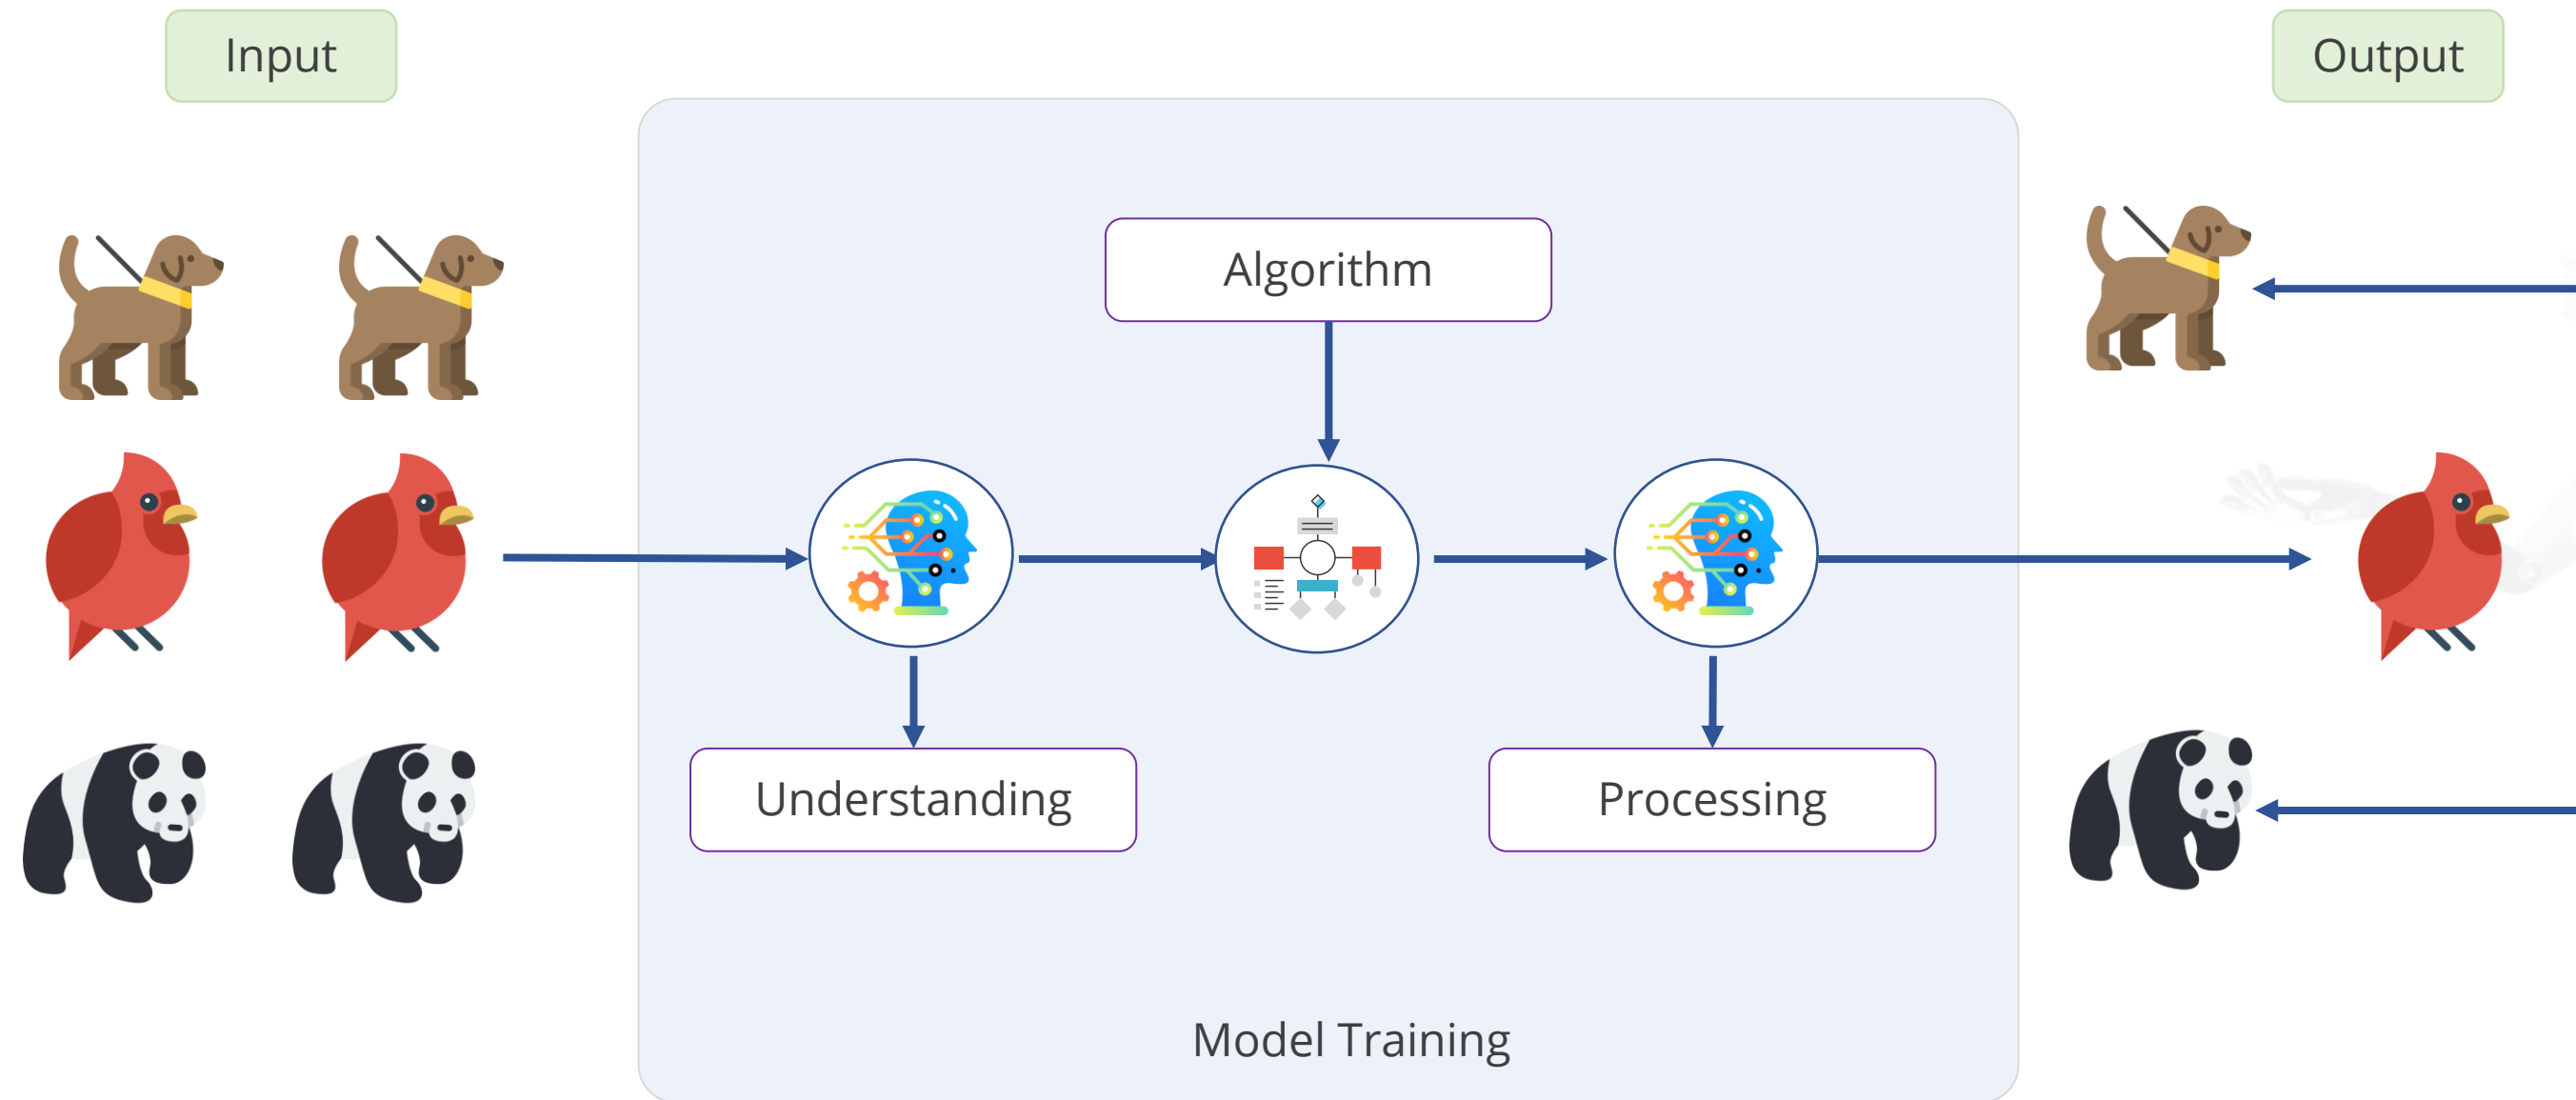 Input
Output
Algorithm
Understanding
Processing
Model Training